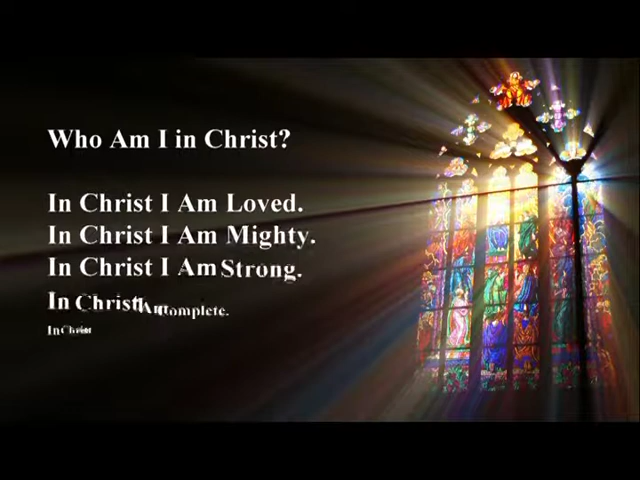 Who Am I in Christ?
In Christ I Am Loved.
In Christ I Am Mighty.
In Christ I Am Strong.
In Christ I Am Complete.
In Christ